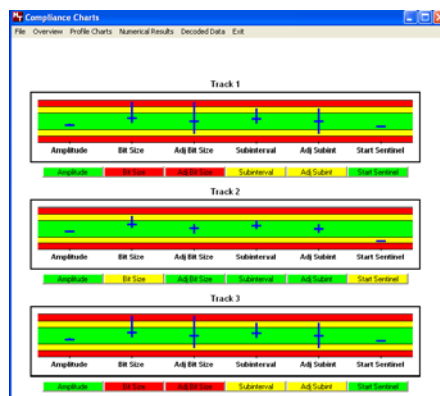 MT Compliance Charts
File Overview Profile Charts Numerical Results Decoded Data Exit
Track 1
Amplitude Bit Size Adj Bit Size Subinterval Adj Subint Start Sentinel
Amplitude Bit Size Adj Bit Size Subinterval Adj Subint Start Sentinel
Track 2
Amplitude Bit Size Adj Bit Size Subinterval Adj Subint Start Sentinel
Amplitude Bit Size Adj Bit Size Subinterval Adj Subint Start Sentinel
Track 3
Amplitude Bit Size Adj Bit Size Subinterval Adj Subint Start Sentinel
Amplitude Bit Size Adj Bit Size Subinterval Adj Subint Start Sentinel